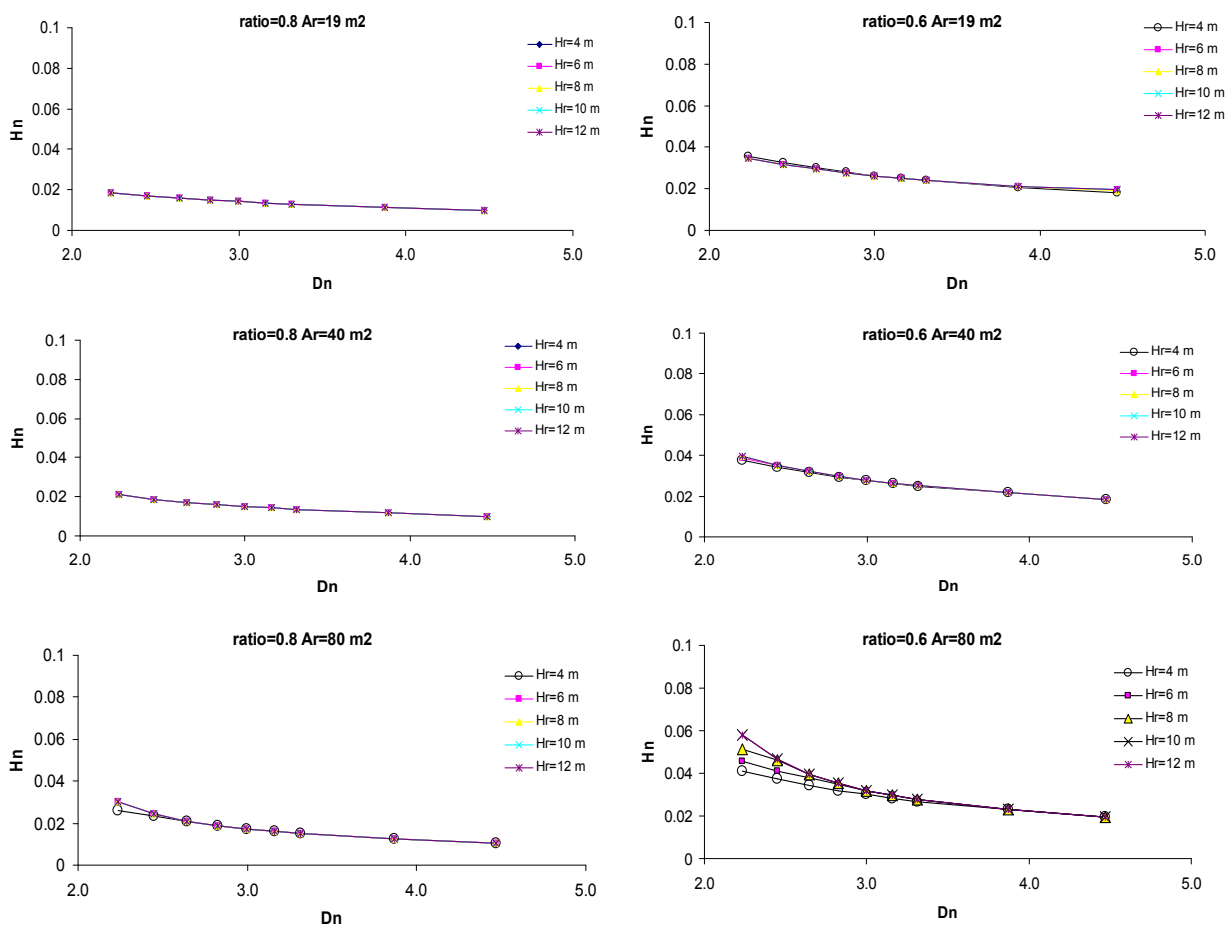 ratio=0.8 Ar=19 m2
0.1
0.08
0.06
0.04
0.02
0
Hn
2.0 3.0 4.0 5.0
Dn
Hr=4 m
Hr=6 m
Hr=8 m
Hr=10 m
Hr=12 m
ratio=0.6 Ar=19 m2
0.1
0.08
0.06
0.04
0.02
0
Hn
2.0 3.0 4.0 5.0
Dn
Hr=4 m
Hr=6 m
Hr=8 m
Hr=10 m
Hr=12 m
ratio=0.8 Ar=40 m2
0.1
0.08
0.06
0.04
0.02
0
Hn
2.0 3.0 4.0 5.0
Dn
Hr=4 m
Hr=6 m
Hr=8 m
Hr=10 m
Hr=12 m
ratio=0.6 Ar=40 m2
0.1
0.08
0.06
0.04
0.02
0
Hn
2.0 3.0 4.0 5.0
Dn
Hr=4 m
Hr=6 m
Hr=8 m
Hr=10 m
Hr=12 m
ratio=0.8 Ar=80 m2
0.1
0.08
0.06
0.04
0.02
0
Hn
2.0 3.0 4.0 5.0
Dn
Hr=4 m
Hr=6 m
Hr=8 m
Hr=10 m
Hr=12 m
ratio=0.6 Ar=80 m2
0.1
0.08
0.06
0.04
0.02
0
Hn
2.0 3.0 4.0 5.0
Dn
Hr=4 m
Hr=6 m
Hr=8 m
Hr=10 m
Hr=12 m